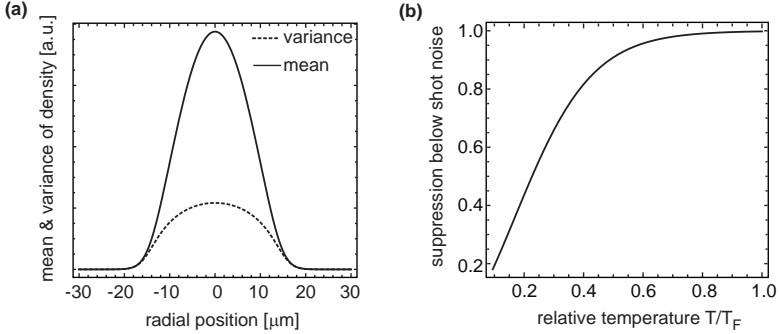 (a)
mean & variance of density [a.u.]
variance
mean
-30 -20 -10 0 10 20 30
radial position [μm]
(b)
suppression below shot noise
1.0
0.8
0.6
0.4
0.2
0.2 0.4 0.6 0.8 1.0
relative temperature T/T_F